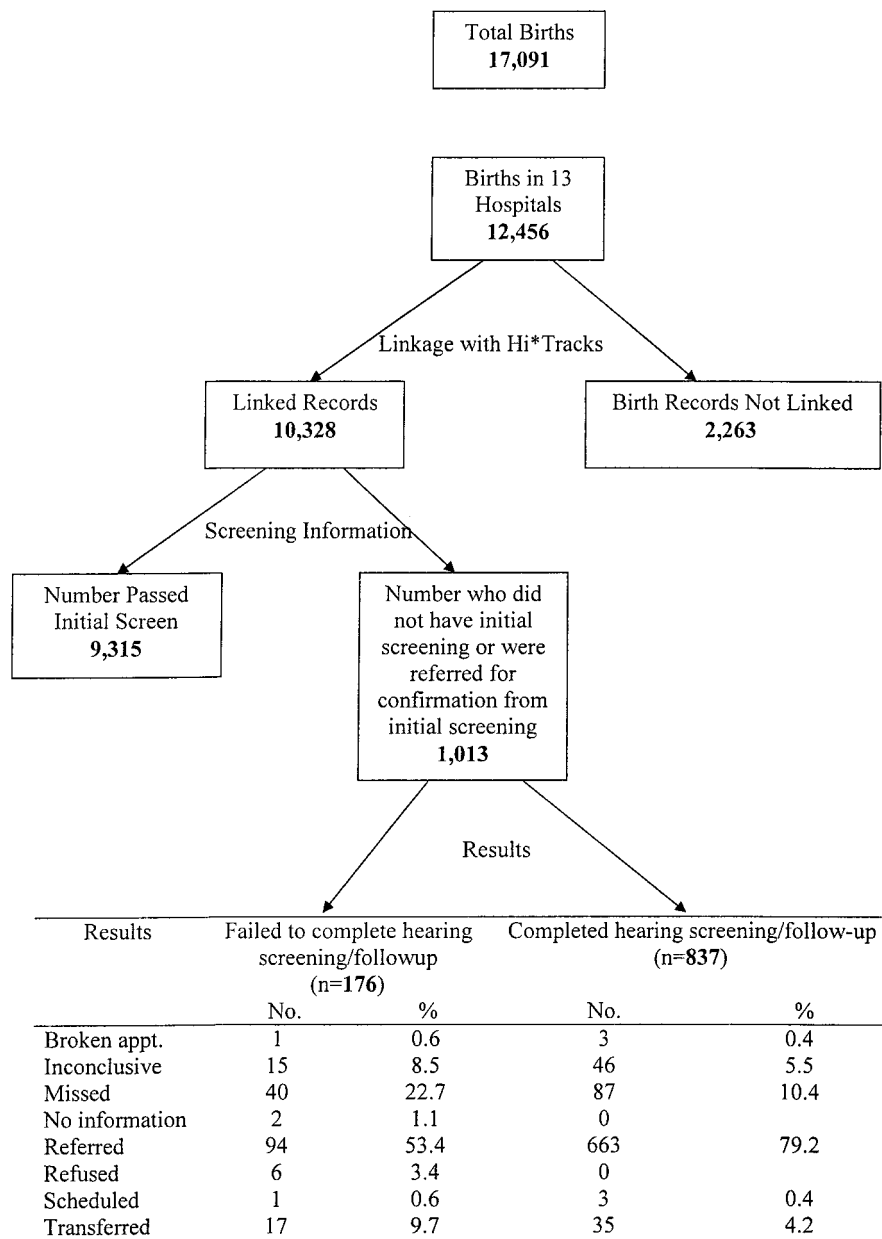 Total Births
17,091
Births in 13
Hospitals
12,456
Linkage with Hi*Tracks
Linked Records
10,328
Birth Records Not Linked
2,263
Screening Information
Number Passed
Initial Screen
9,315
Number who did
not have initial
screening or were
referred for
confirmation from
initial screening
1,013
Results
Results Failed to complete hearing Completed hearing screening/follow-up
screening/followup (n=837)
(n=176)
No. % No. %
Broken appt. 1 0.6 3 0.4
Inconclusive 15 8.5 46 5.5
Missed 40 22.7 87 10.4
No information 2 1.1 0
Referred 94 53.4 663 79.2
Refused 6 3.4 0
Scheduled 1 0.6 3 0.4
Transferred 17 9.7 35 4.2